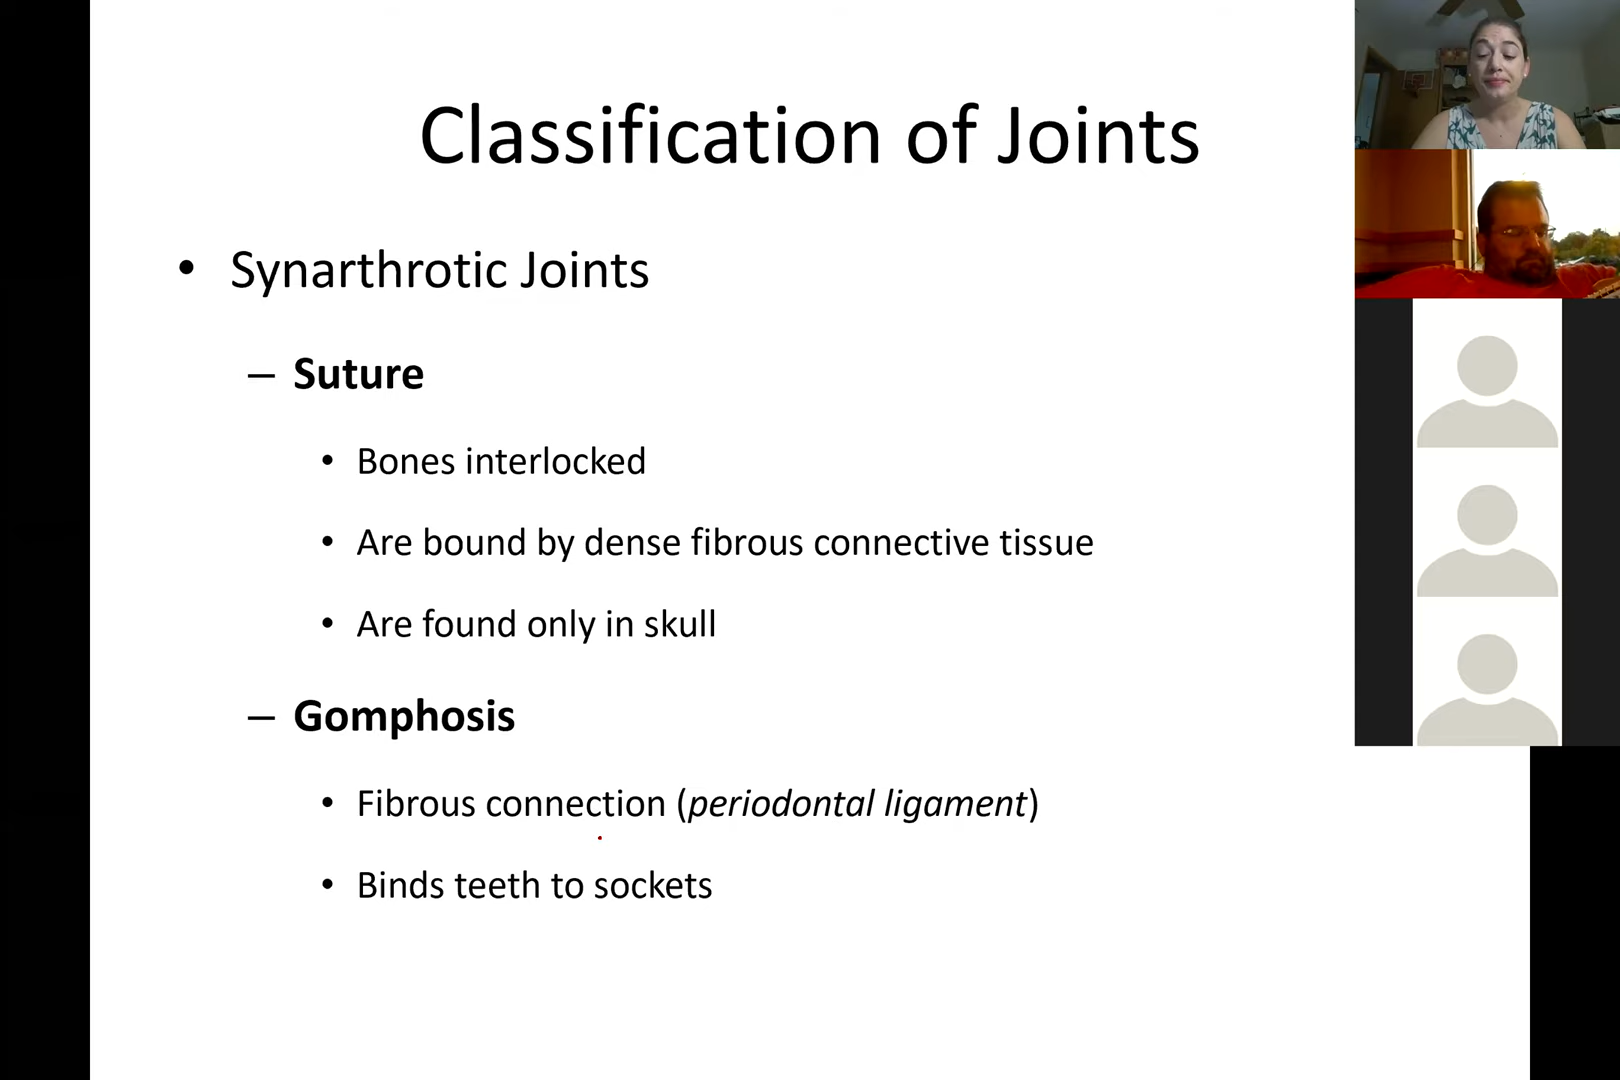 Classification of Joints
• Synarthrotic Joints
– Suture
• Bones interlocked
• Are bound by dense fibrous connective tissue
• Are found only in skull
– Gomphosis
• Fibrous connection (periodontal ligament)
• Binds teeth to sockets